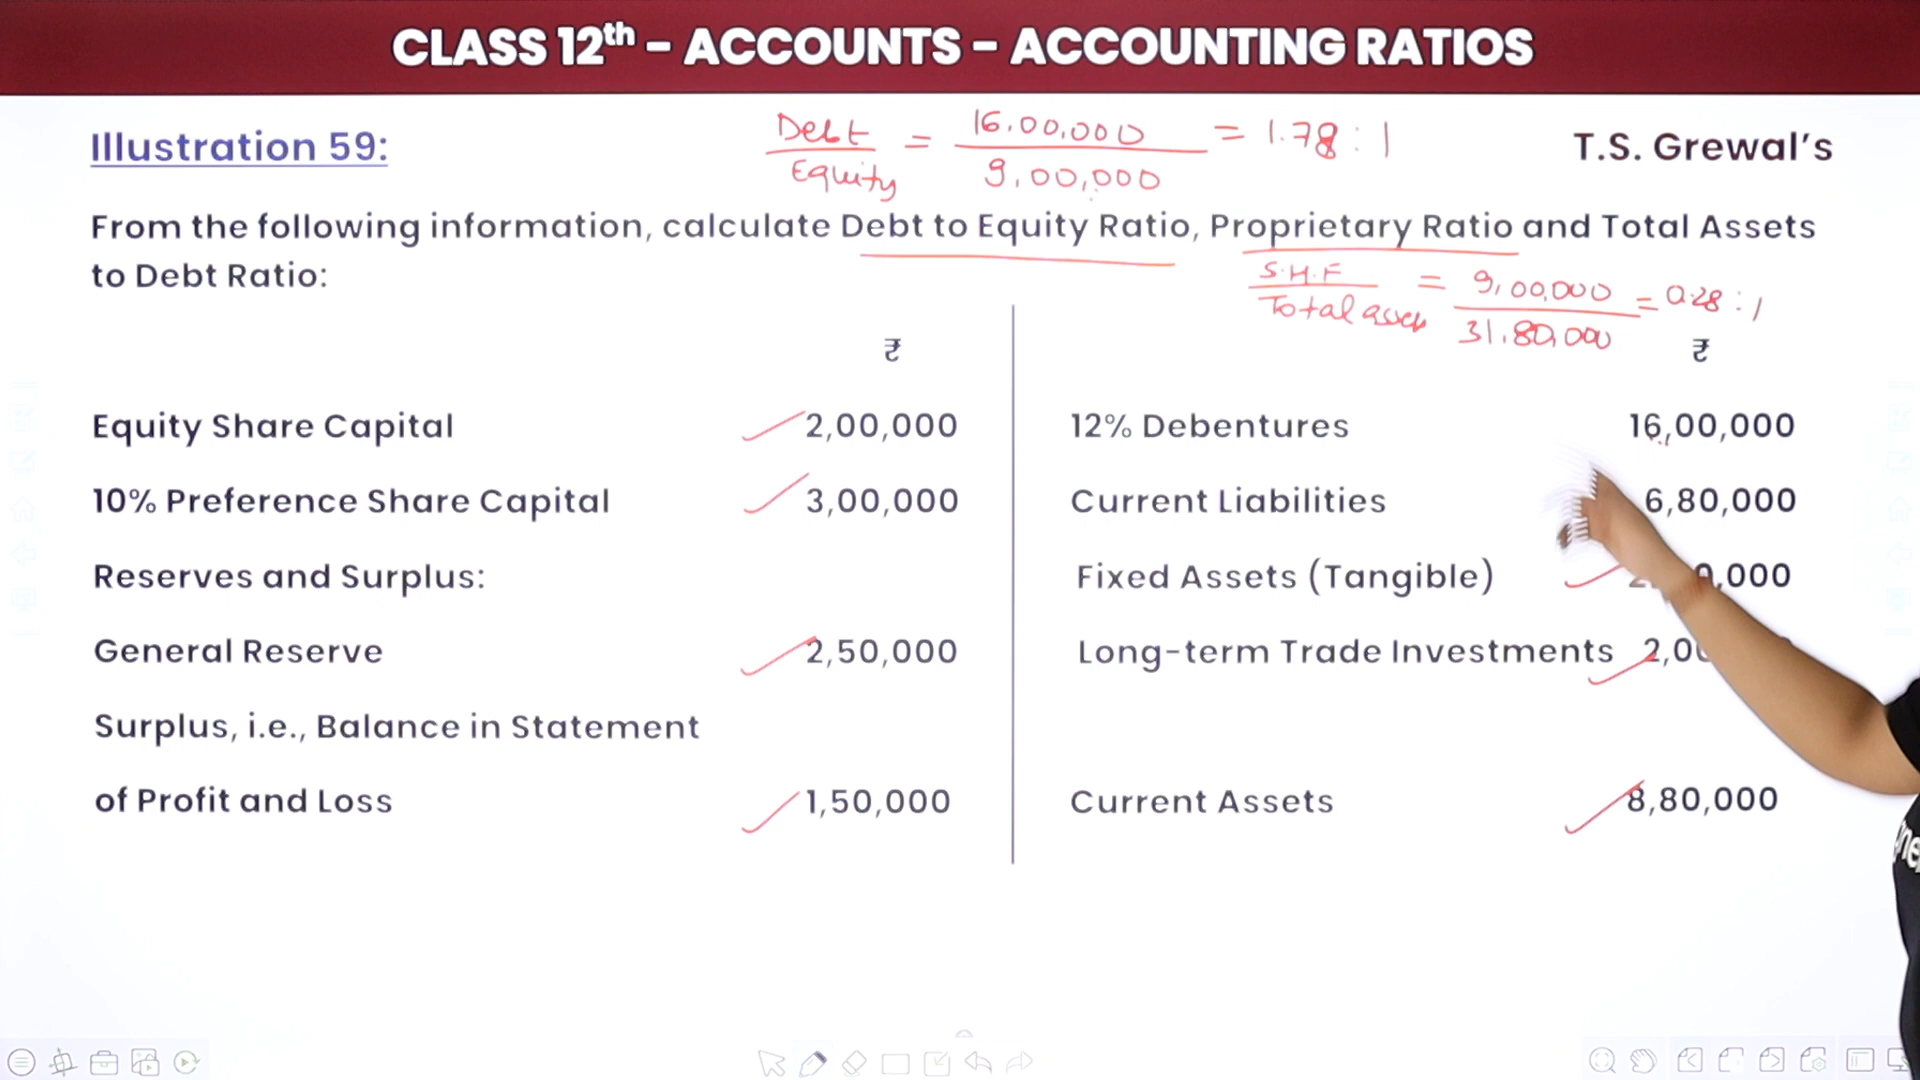 CLASS 12th – ACCOUNTS – ACCOUNTING RATIOS
Illustration 59:
Debt = 16,00,000 = 1.78 : 1
Equity 9,00,000
T.S. Grewal's
From the following information, calculate Debt to Equity Ratio, Proprietary Ratio and Total Assets
to Debt Ratio:
S.H.F = 9,00,000 = 0.28 : 1
Total assets 31,80,000
₹ ₹
Equity Share Capital 2,00,000 12% Debentures 16,00,000
10% Preference Share Capital 3,00,000 Current Liabilities 6,80,000
Reserves and Surplus: Fixed Assets (Tangible)
General Reserve 2,50,000 Long-term Trade Investments
Surplus, i.e., Balance in Statement
of Profit and Loss 1,50,000 Current Assets 8,80,000